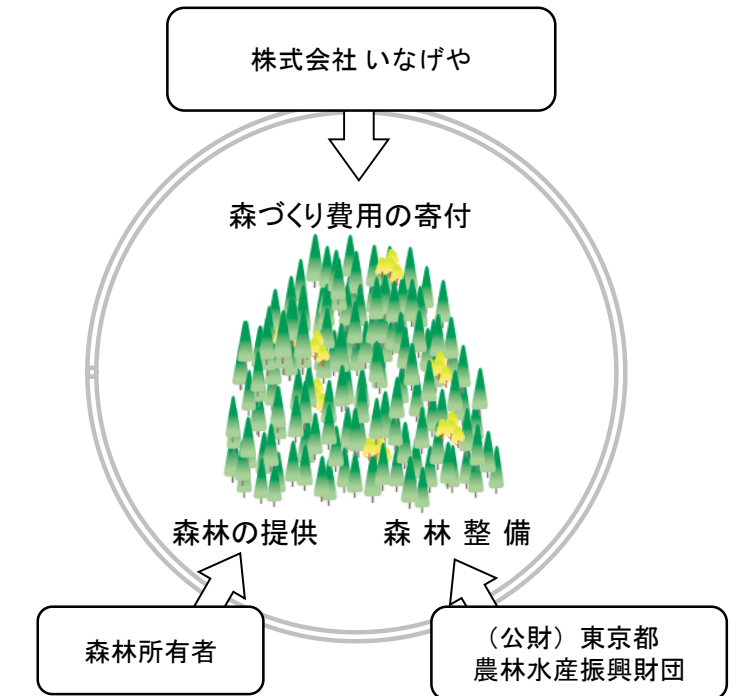 株式会社 いなげや
森づくり費用の寄付
森林の提供
森 林 整 備
森林所有者
（公財）東京都
農林水産振興財団